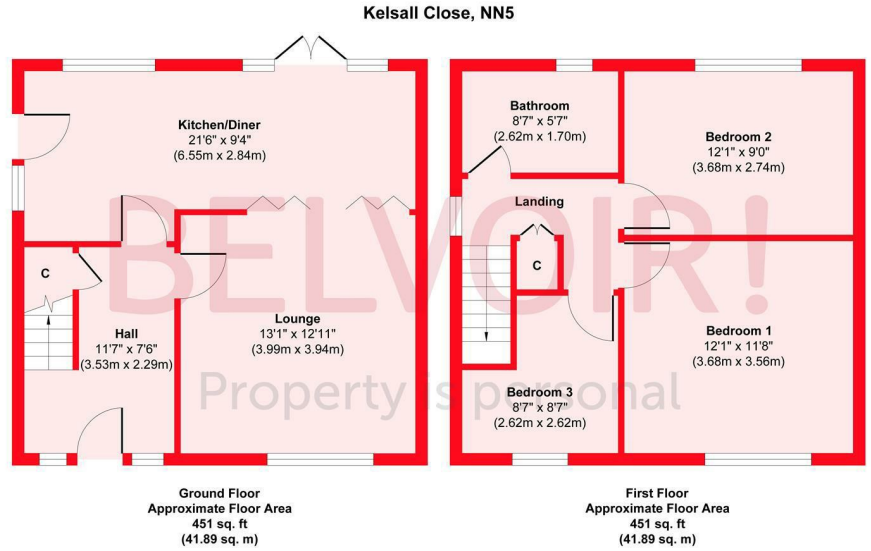 Kelsall Close, NN5
Kitchen/Diner
21'6" x 9'4"
(6.55m x 2.84m)
C
Hall
11'7" x 7'6"
(3.53m x 2.29m)
Lounge
13'1" x 12'11"
(3.99m x 3.94m)
Bathroom
8'7" x 5'7"
(2.62m x 1.70m)
Bedroom 2
12'1" x 9'0"
(3.68m x 2.74m)
Landing
C
Bedroom 1
12'1" x 11'8"
(3.68m x 3.56m)
Bedroom 3
8'7" x 8'7"
(2.62m x 2.62m)
BELVOIR!
Property is personal
Ground Floor
Approximate Floor Area
451 sq. ft
(41.89 sq. m)
First Floor
Approximate Floor Area
451 sq. ft
(41.89 sq. m)